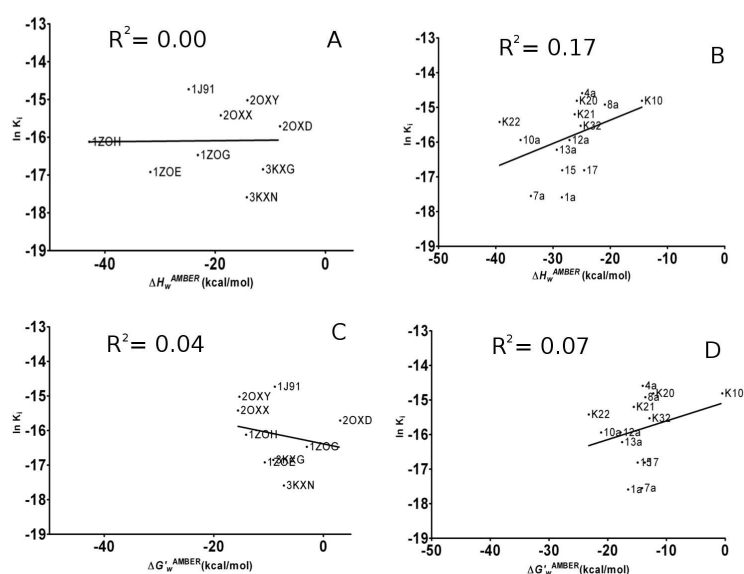 R²= 0.00
A
-13
-14
-15
-16
-17
-18
-19
ln Kᵢ
1J91
2OXY
2OXX
2OXD
1ZOH
1ZOG
1ZOE
3KXG
3KXN
-40
-20
0
ΔH_w^AMBER (kcal/mol)
R²= 0.17
B
-13
-14
-15
-16
-17
-18
-19
ln Kᵢ
4a
K20
8a
K10
K21
K22
K32
10a
12a
13a
15
17
7a
1a
-50
-40
-30
-20
-10
0
ΔH_w^AMBER (kcal/mol)
R²= 0.04
C
-13
-14
-15
-16
-17
-18
-19
ln Kᵢ
1J91
2OXY
2OXX
2OXD
1ZOH
1ZOG
3KXG
1ZOE
3KXN
-40
-20
0
ΔG'_w^AMBER (kcal/mol)
R²= 0.07
D
-13
-14
-15
-16
-17
-18
-19
ln Kᵢ
4a
K20
8a
K10
K21
K22
K32
10a
12a
13a
15
17
1a
7a
-50
-40
-30
-20
-10
0
ΔG'_w^AMBER (kcal/mol)